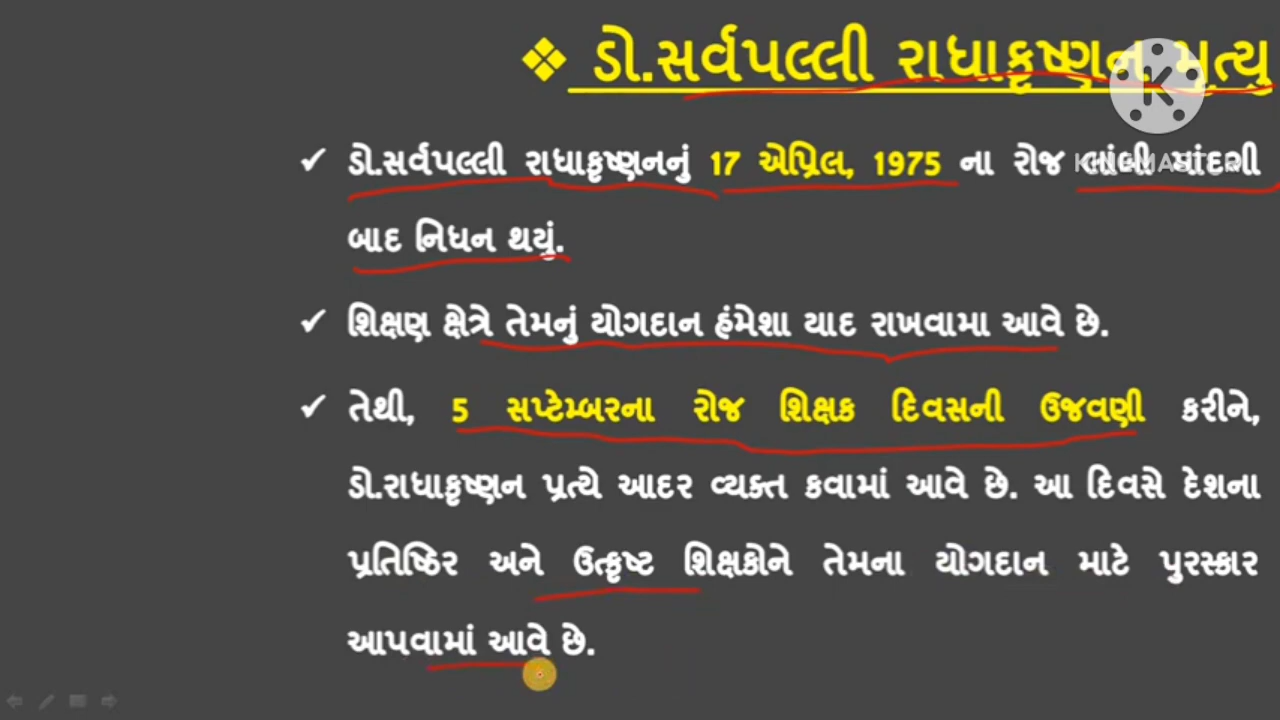 ❖ ડો.સર્વપલ્લી રાધાકૃષ્ણન મૃત્યુ
✓ ડો.સર્વપલ્લી રાધાકૃષ્ણનનું 17 એપ્રિલ, 1975 ના રોજ લાંબી માંદગી
KINEMASTER
બાદ નિધન થયું.
✓ શિક્ષણ ક્ષેત્રે તેમનું યોગદાન હંમેશા યાદ રાખવામા આવે છે.
✓ તેથી, 5 સપ્ટેમ્બરના રોજ શિક્ષક દિવસની ઉજવણી કરીને,
ડો.રાધાકૃષ્ણન પ્રત્યે આદર વ્યક્ત કવામાં આવે છે. આ દિવસે દેશના
પ્રતિષ્ઠિર અને ઉત્કૃષ્ટ શિક્ષકોને તેમના યોગદાન માટે પુરસ્કાર
આપવામાં આવે છે.